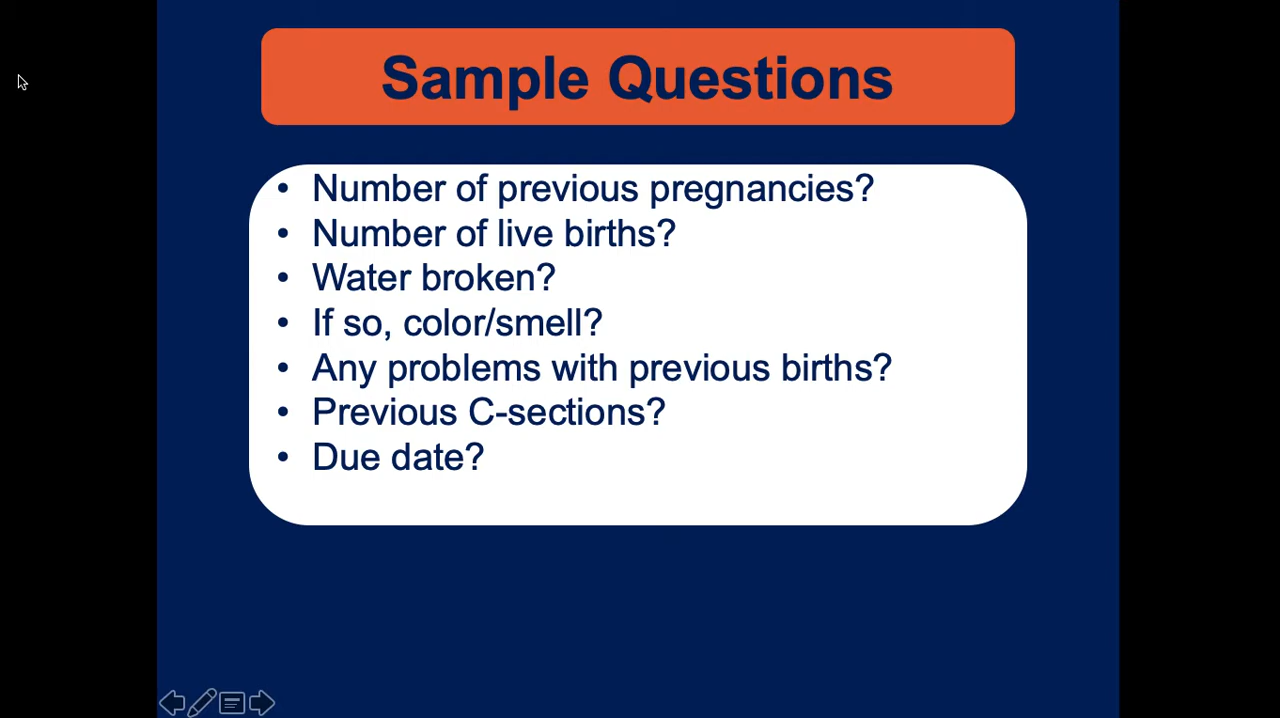 Sample Questions
• Number of previous pregnancies?
• Number of live births?
• Water broken?
• If so, color/smell?
• Any problems with previous births?
• Previous C-sections?
• Due date?